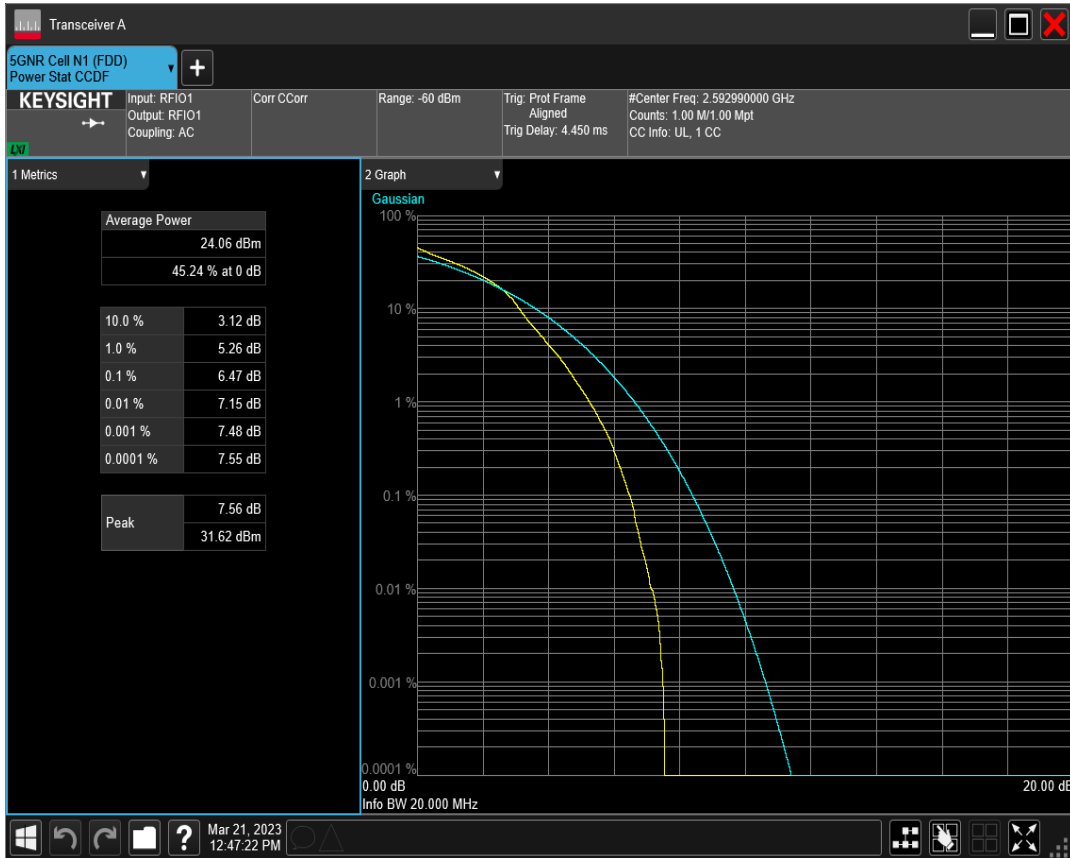 Transceiver A
5GNR Cell N1 (FDD)
Power Stat CCDF
+
KEYSIGHT
LXI
Input: RFIO1
Output: RFIO1
Coupling: AC
Corr CCorr
Range: -60 dBm
Trig: Prot Frame
Aligned
Trig Delay: 4.450 ms
#Center Freq: 2.592990000 GHz
Counts: 1.00 M/1.00 Mpt
CC Info: UL, 1 CC
1 Metrics
Average Power
24.06 dBm
45.24 % at 0 dB
10.0 % 3.12 dB
1.0 % 5.26 dB
0.1 % 6.47 dB
0.01 % 7.15 dB
0.001 % 7.48 dB
0.0001 % 7.55 dB
Peak
7.56 dB
31.62 dBm
2 Graph
Gaussian
100 %
10 %
1 %
0.1 %
0.01 %
0.001 %
0.0001 %
0.00 dB 20.00 dB
Info BW 20.000 MHz
?
Mar 21, 2023
12:47:22 PM